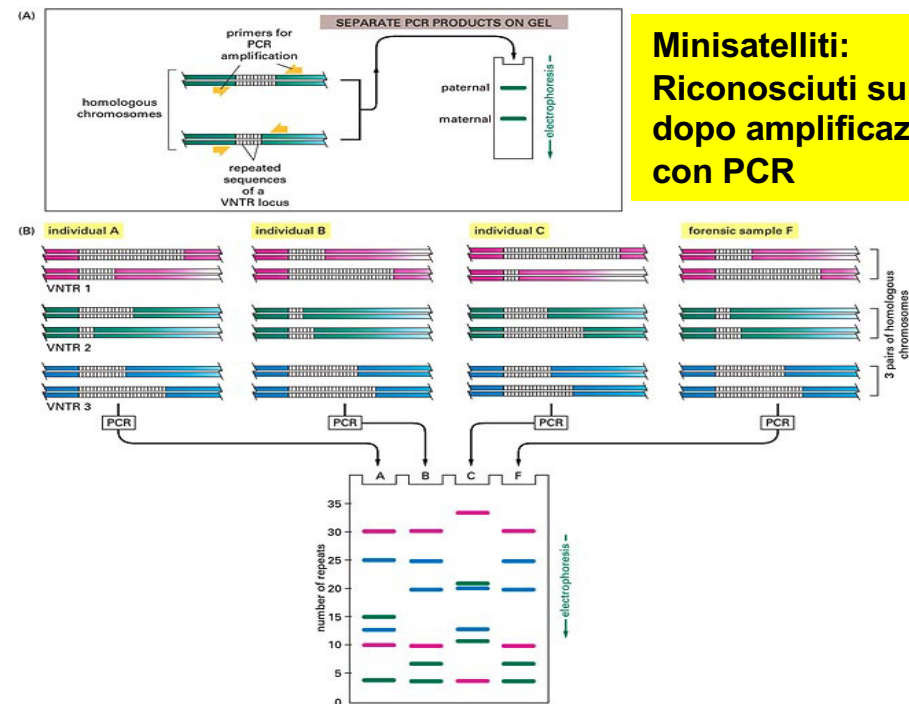 (A)
SEPARATE PCR PRODUCTS ON GEL
primers for
PCR
amplification
homologous
chromosomes
repeated
sequences
of a
VNTR locus
paternal
maternal
electrophoresis
Minisatelliti:
Riconosciuti su
dopo amplificaz
con PCR
(B)
individual A
individual B
individual C
forensic sample F
VNTR 1
VNTR 2
VNTR 3
3 pairs of homologous
chromosomes
PCR
PCR
PCR
PCR
A B C F
number of repeats
35
30
25
20
15
10
5
0
electrophoresis